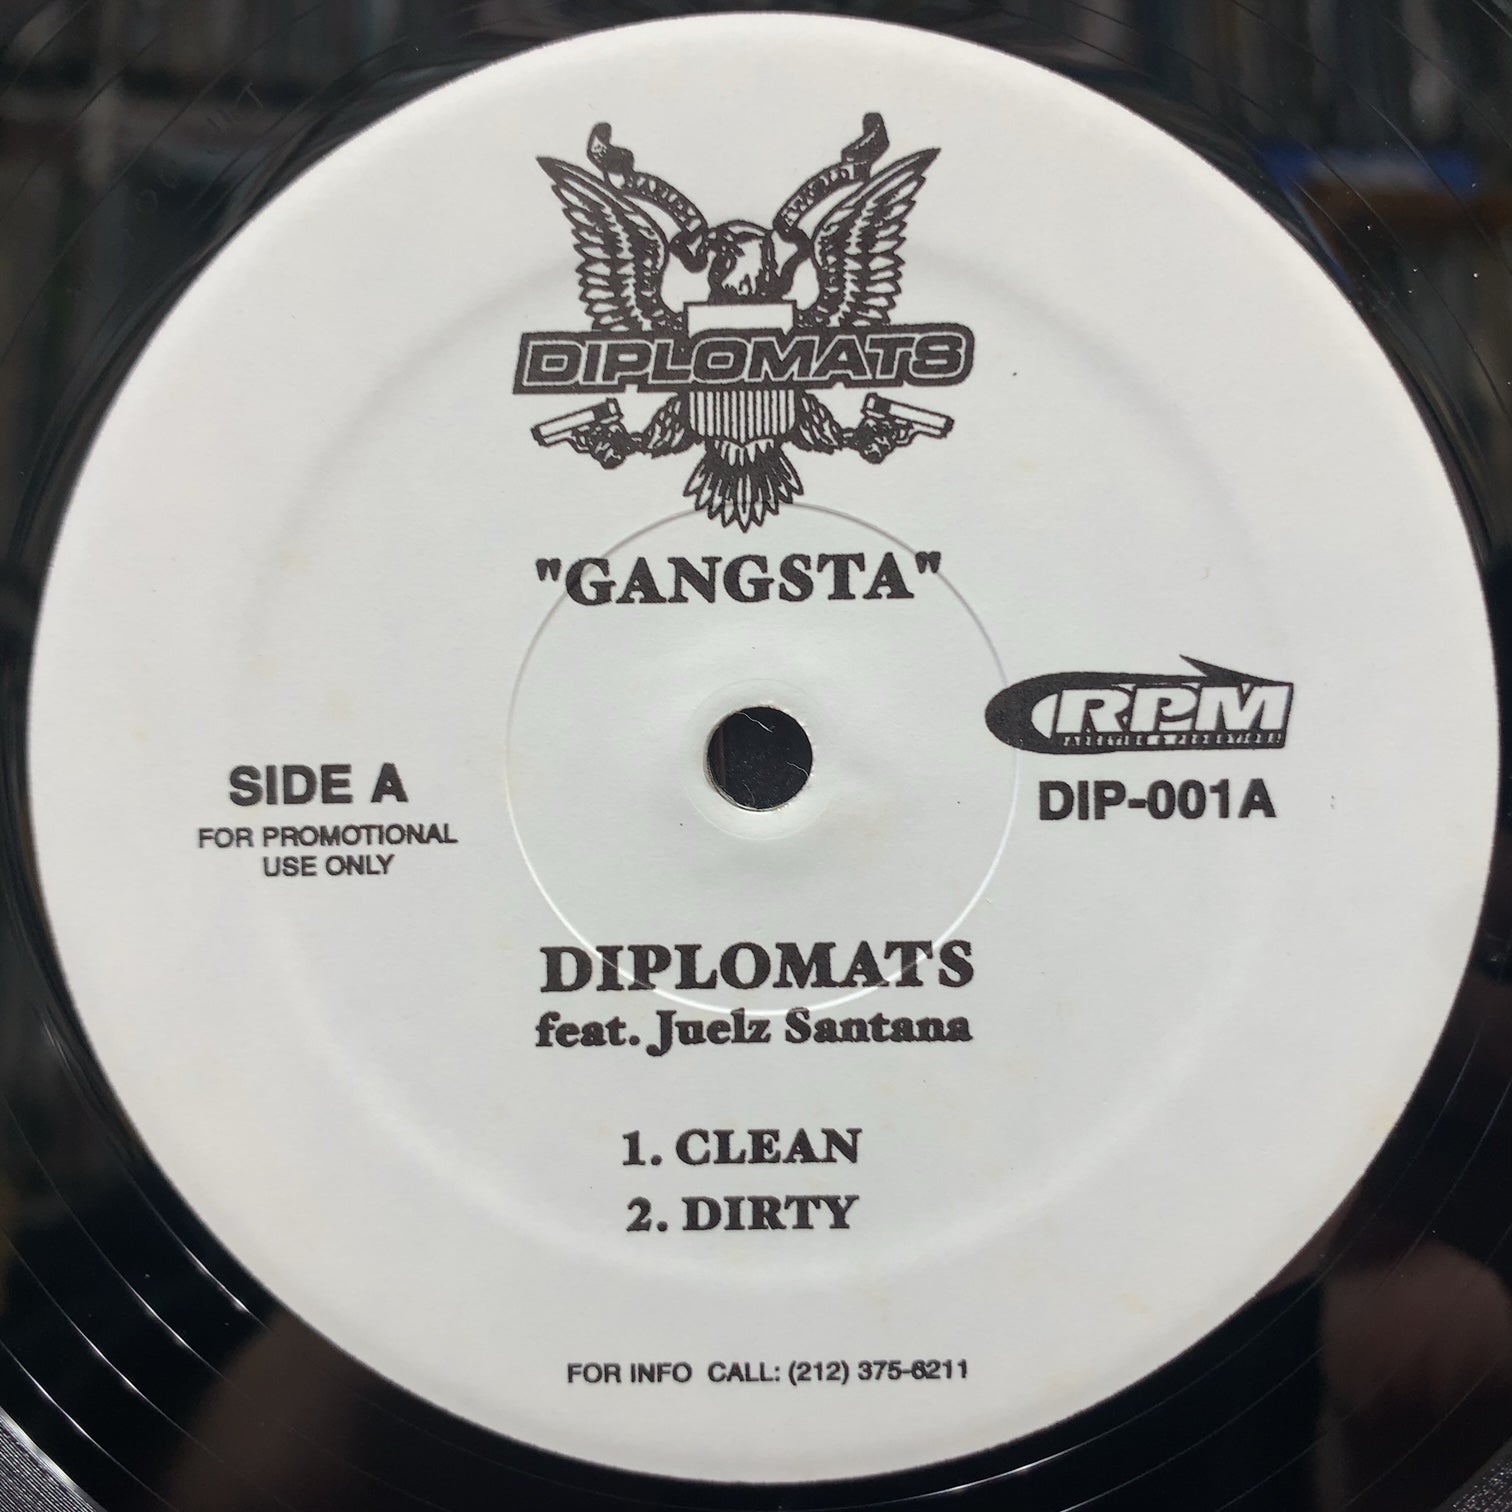 HARLEM
DIPLOMATS
"GANGSTA"
RPM
SIDE A
DIP-001A
FOR PROMOTIONAL
USE ONLY
DIPLOMATS
feat. Juelz Santana
1. CLEAN
2. DIRTY
FOR INFO CALL: (212) 375-6211